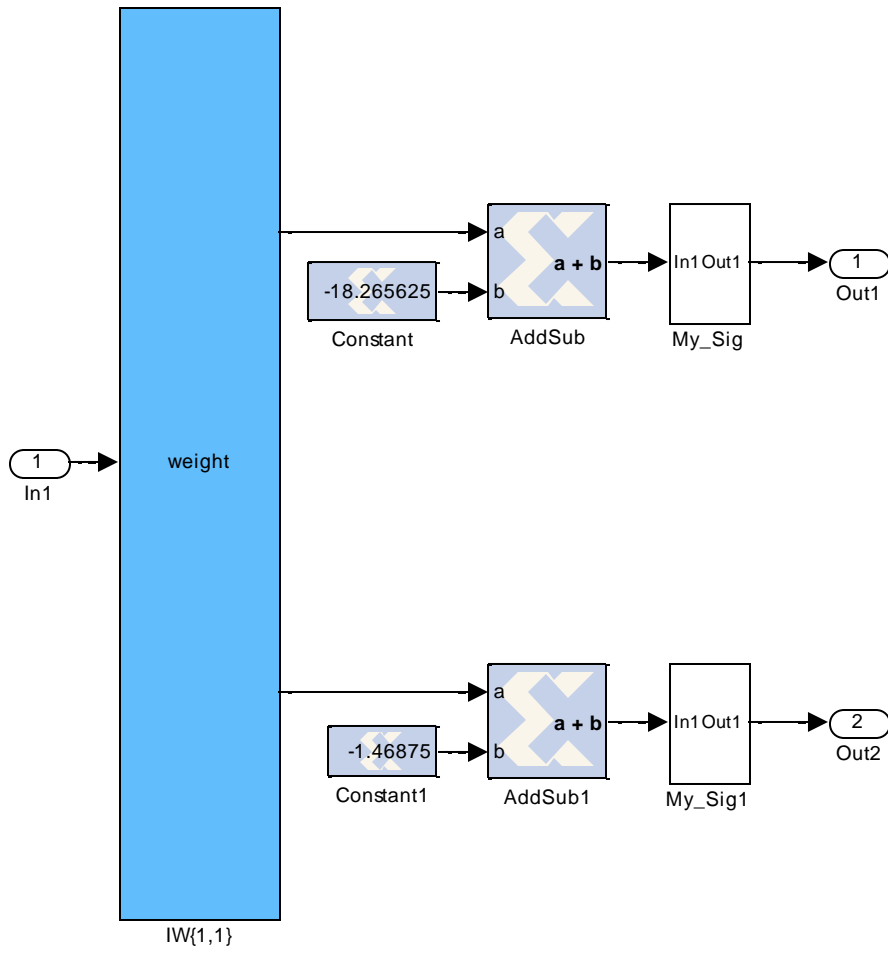 a
a + b
In1 Out1
1
Out1
-18.265625
b
Constant
AddSub
My_Sig
1
In1
weight
a
a + b
In1 Out1
2
Out2
-1.46875
b
Constant1
AddSub1
My_Sig1
IW{1,1}